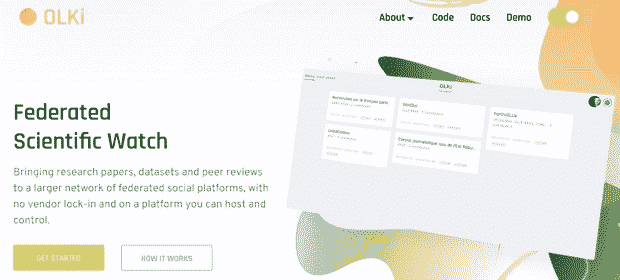 OLKi
About
Code
Docs
Demo
OLKi
Federated
Scientific Watch
Bringing research papers, datasets and peer reviews
to a larger network of federated social platforms, with
no vendor lock-in and on a platform you can host and
control.
GET STARTED
HOW IT WORKS